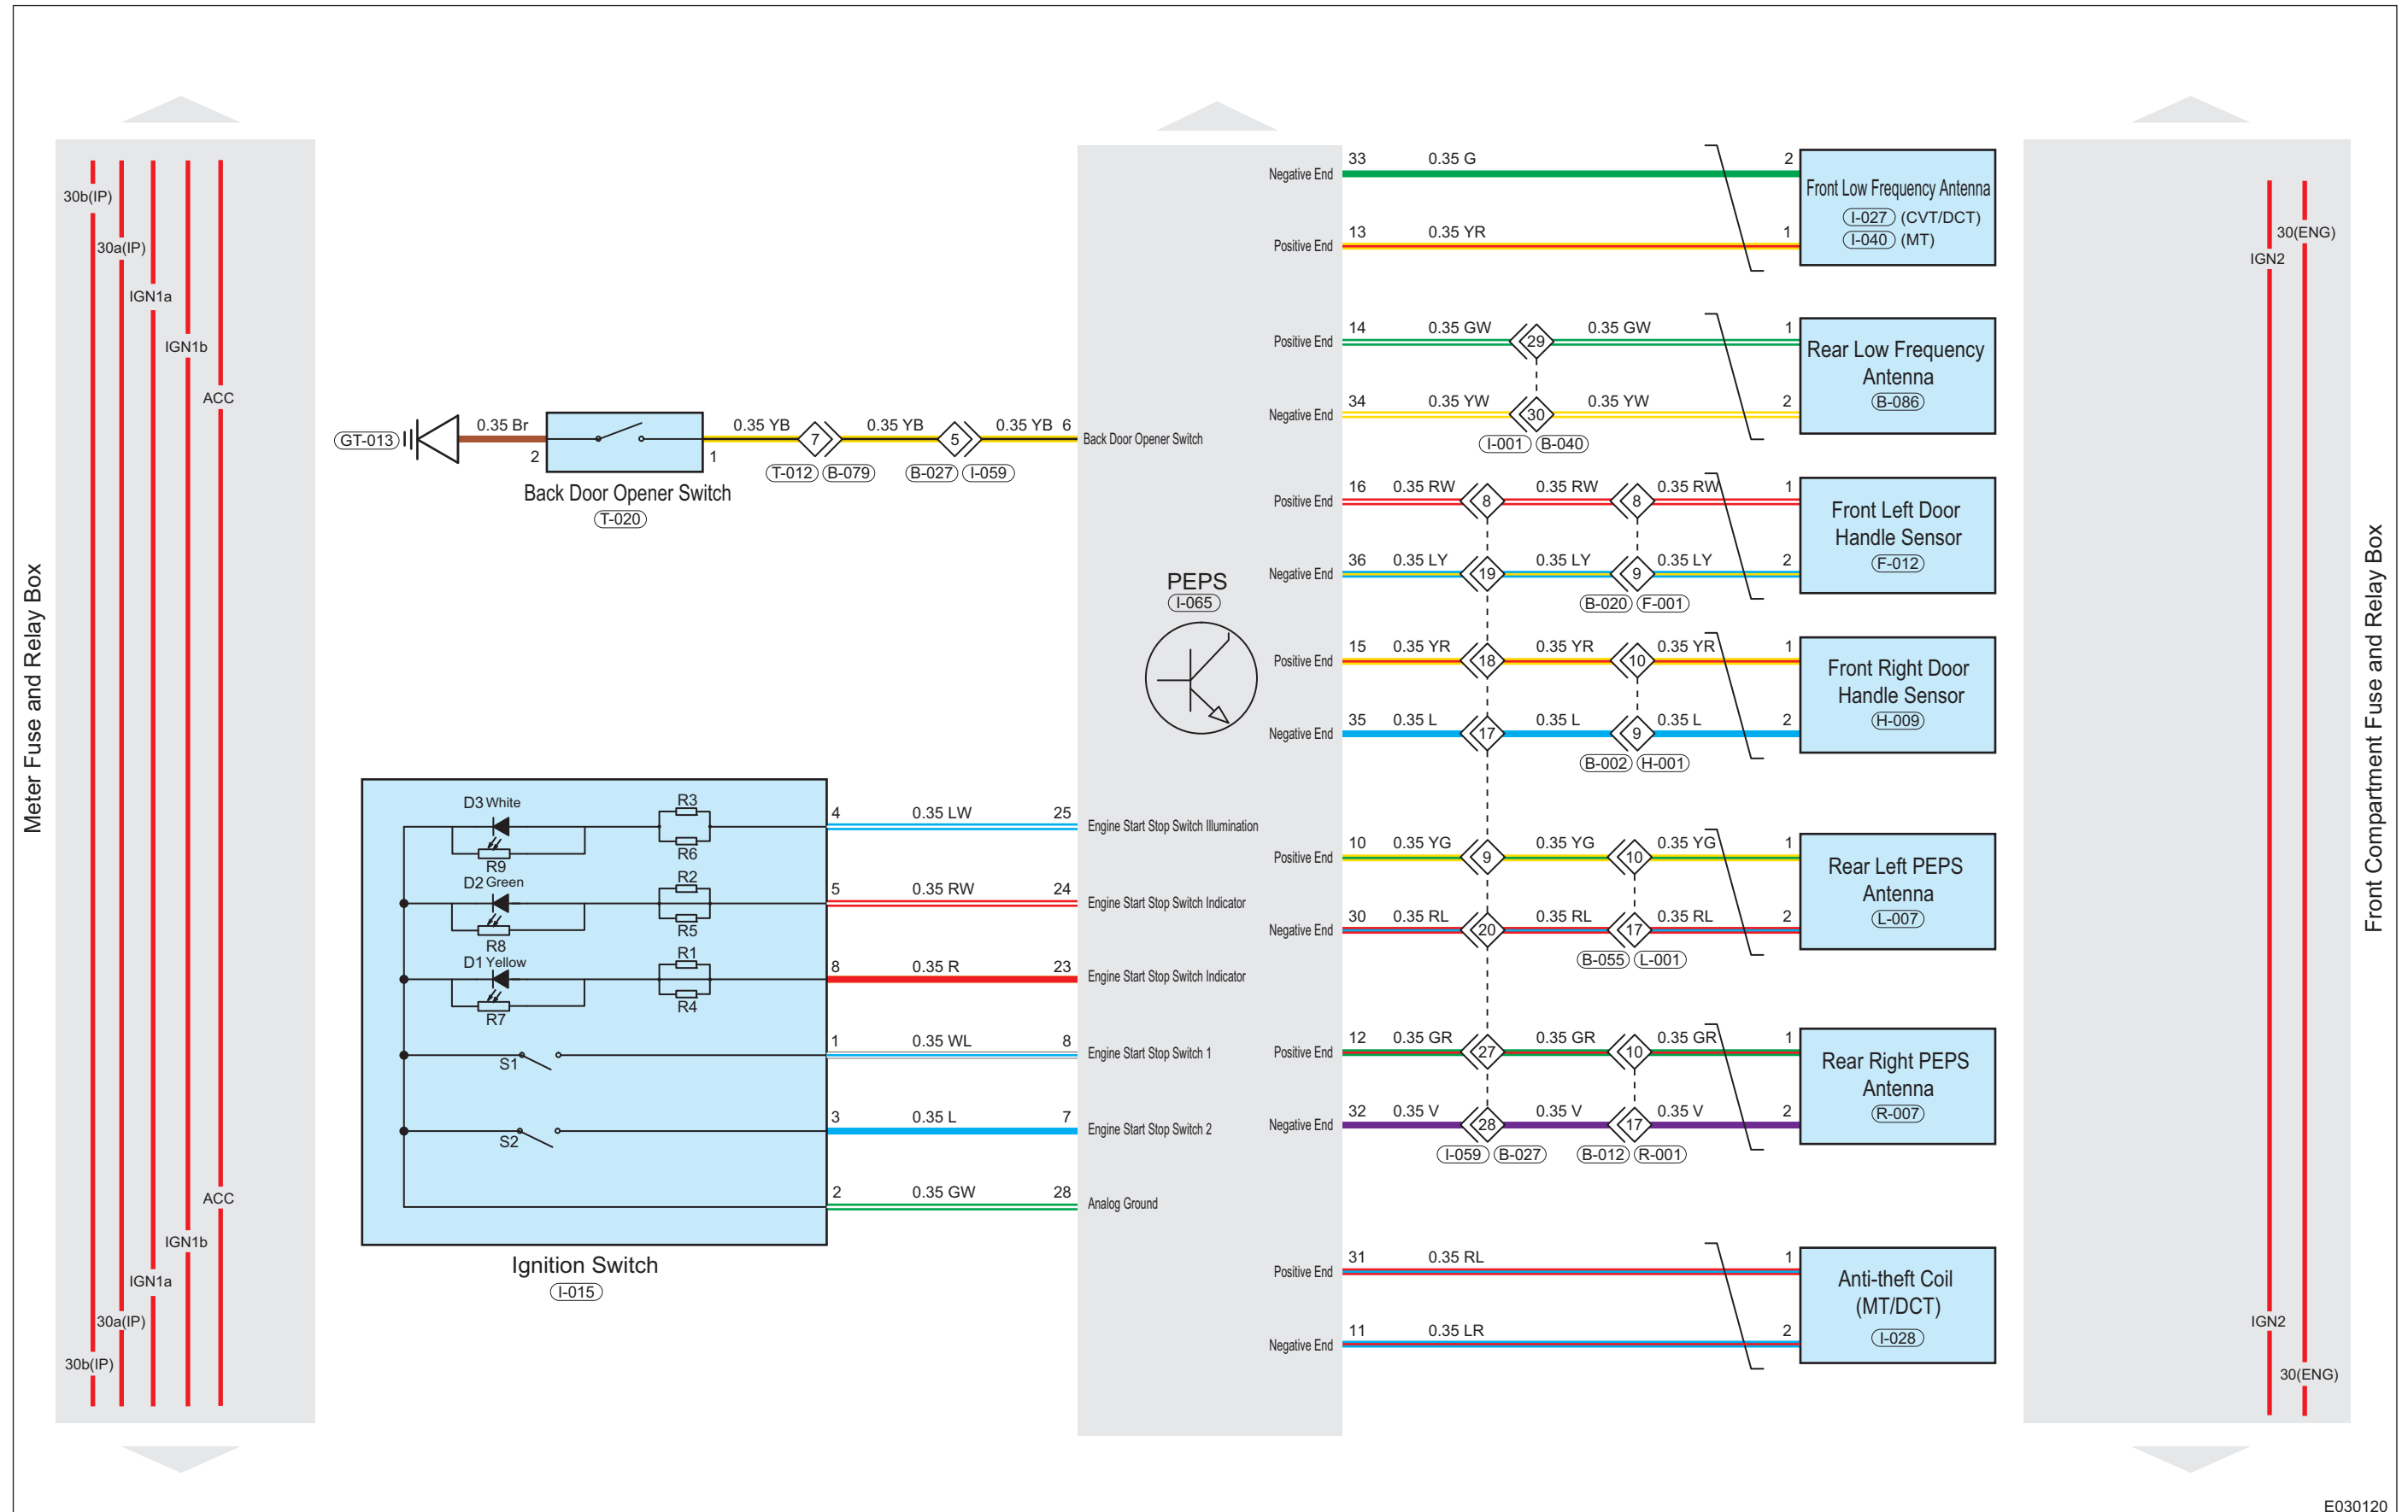 Meter Fuse and Relay Box
30b(IP)
30a(IP)
IGN1a
IGN1b
ACC
ACC
IGN1b
IGN1a
30a(IP)
30b(IP)
GT-013
0.35 Br
2
1
0.35 YB
7
0.35 YB
5
0.35 YB
6
Back Door Opener Switch
T-012
B-079
B-027
I-059
Back Door Opener Switch
T-020
D3 White
R9
R3
R6
4
0.35 LW
25
Engine Start Stop Switch Illumination
D2 Green
R8
R2
R5
5
0.35 RW
24
Engine Start Stop Switch Indicator
D1 Yellow
R7
R1
R4
8
0.35 R
23
Engine Start Stop Switch Indicator
S1
1
0.35 WL
8
Engine Start Stop Switch 1
S2
3
0.35 L
7
Engine Start Stop Switch 2
2
0.35 GW
28
Analog Ground
Ignition Switch
I-015
PEPS
I-065
Negative End
33
0.35 G
2
Positive End
13
0.35 YR
1
Front Low Frequency Antenna
I-027 (CVT/DCT)
I-040 (MT)
Positive End
14
0.35 GW
29
0.35 GW
1
Negative End
34
0.35 YW
30
0.35 YW
2
I-001
B-040
Rear Low Frequency
Antenna
B-086
Positive End
16
0.35 RW
8
0.35 RW
8
0.35 RW
1
Negative End
36
0.35 LY
19
0.35 LY
9
0.35 LY
2
B-020
F-001
Front Left Door
Handle Sensor
F-012
Positive End
15
0.35 YR
18
0.35 YR
10
0.35 YR
1
Negative End
35
0.35 L
17
0.35 L
9
0.35 L
2
B-002
H-001
Front Right Door
Handle Sensor
H-009
Positive End
10
0.35 YG
9
0.35 YG
10
0.35 YG
1
Negative End
30
0.35 RL
20
0.35 RL
17
0.35 RL
2
B-055
L-001
Rear Left PEPS
Antenna
L-007
Positive End
12
0.35 GR
27
0.35 GR
10
0.35 GR
1
Negative End
32
0.35 V
28
0.35 V
17
0.35 V
2
I-059
B-027
B-012
R-001
Rear Right PEPS
Antenna
R-007
Positive End
31
0.35 RL
1
Negative End
11
0.35 LR
2
Anti-theft Coil
(MT/DCT)
I-028
30(ENG)
IGN2
IGN2
30(ENG)
Front Compartment Fuse and Relay Box
E030120